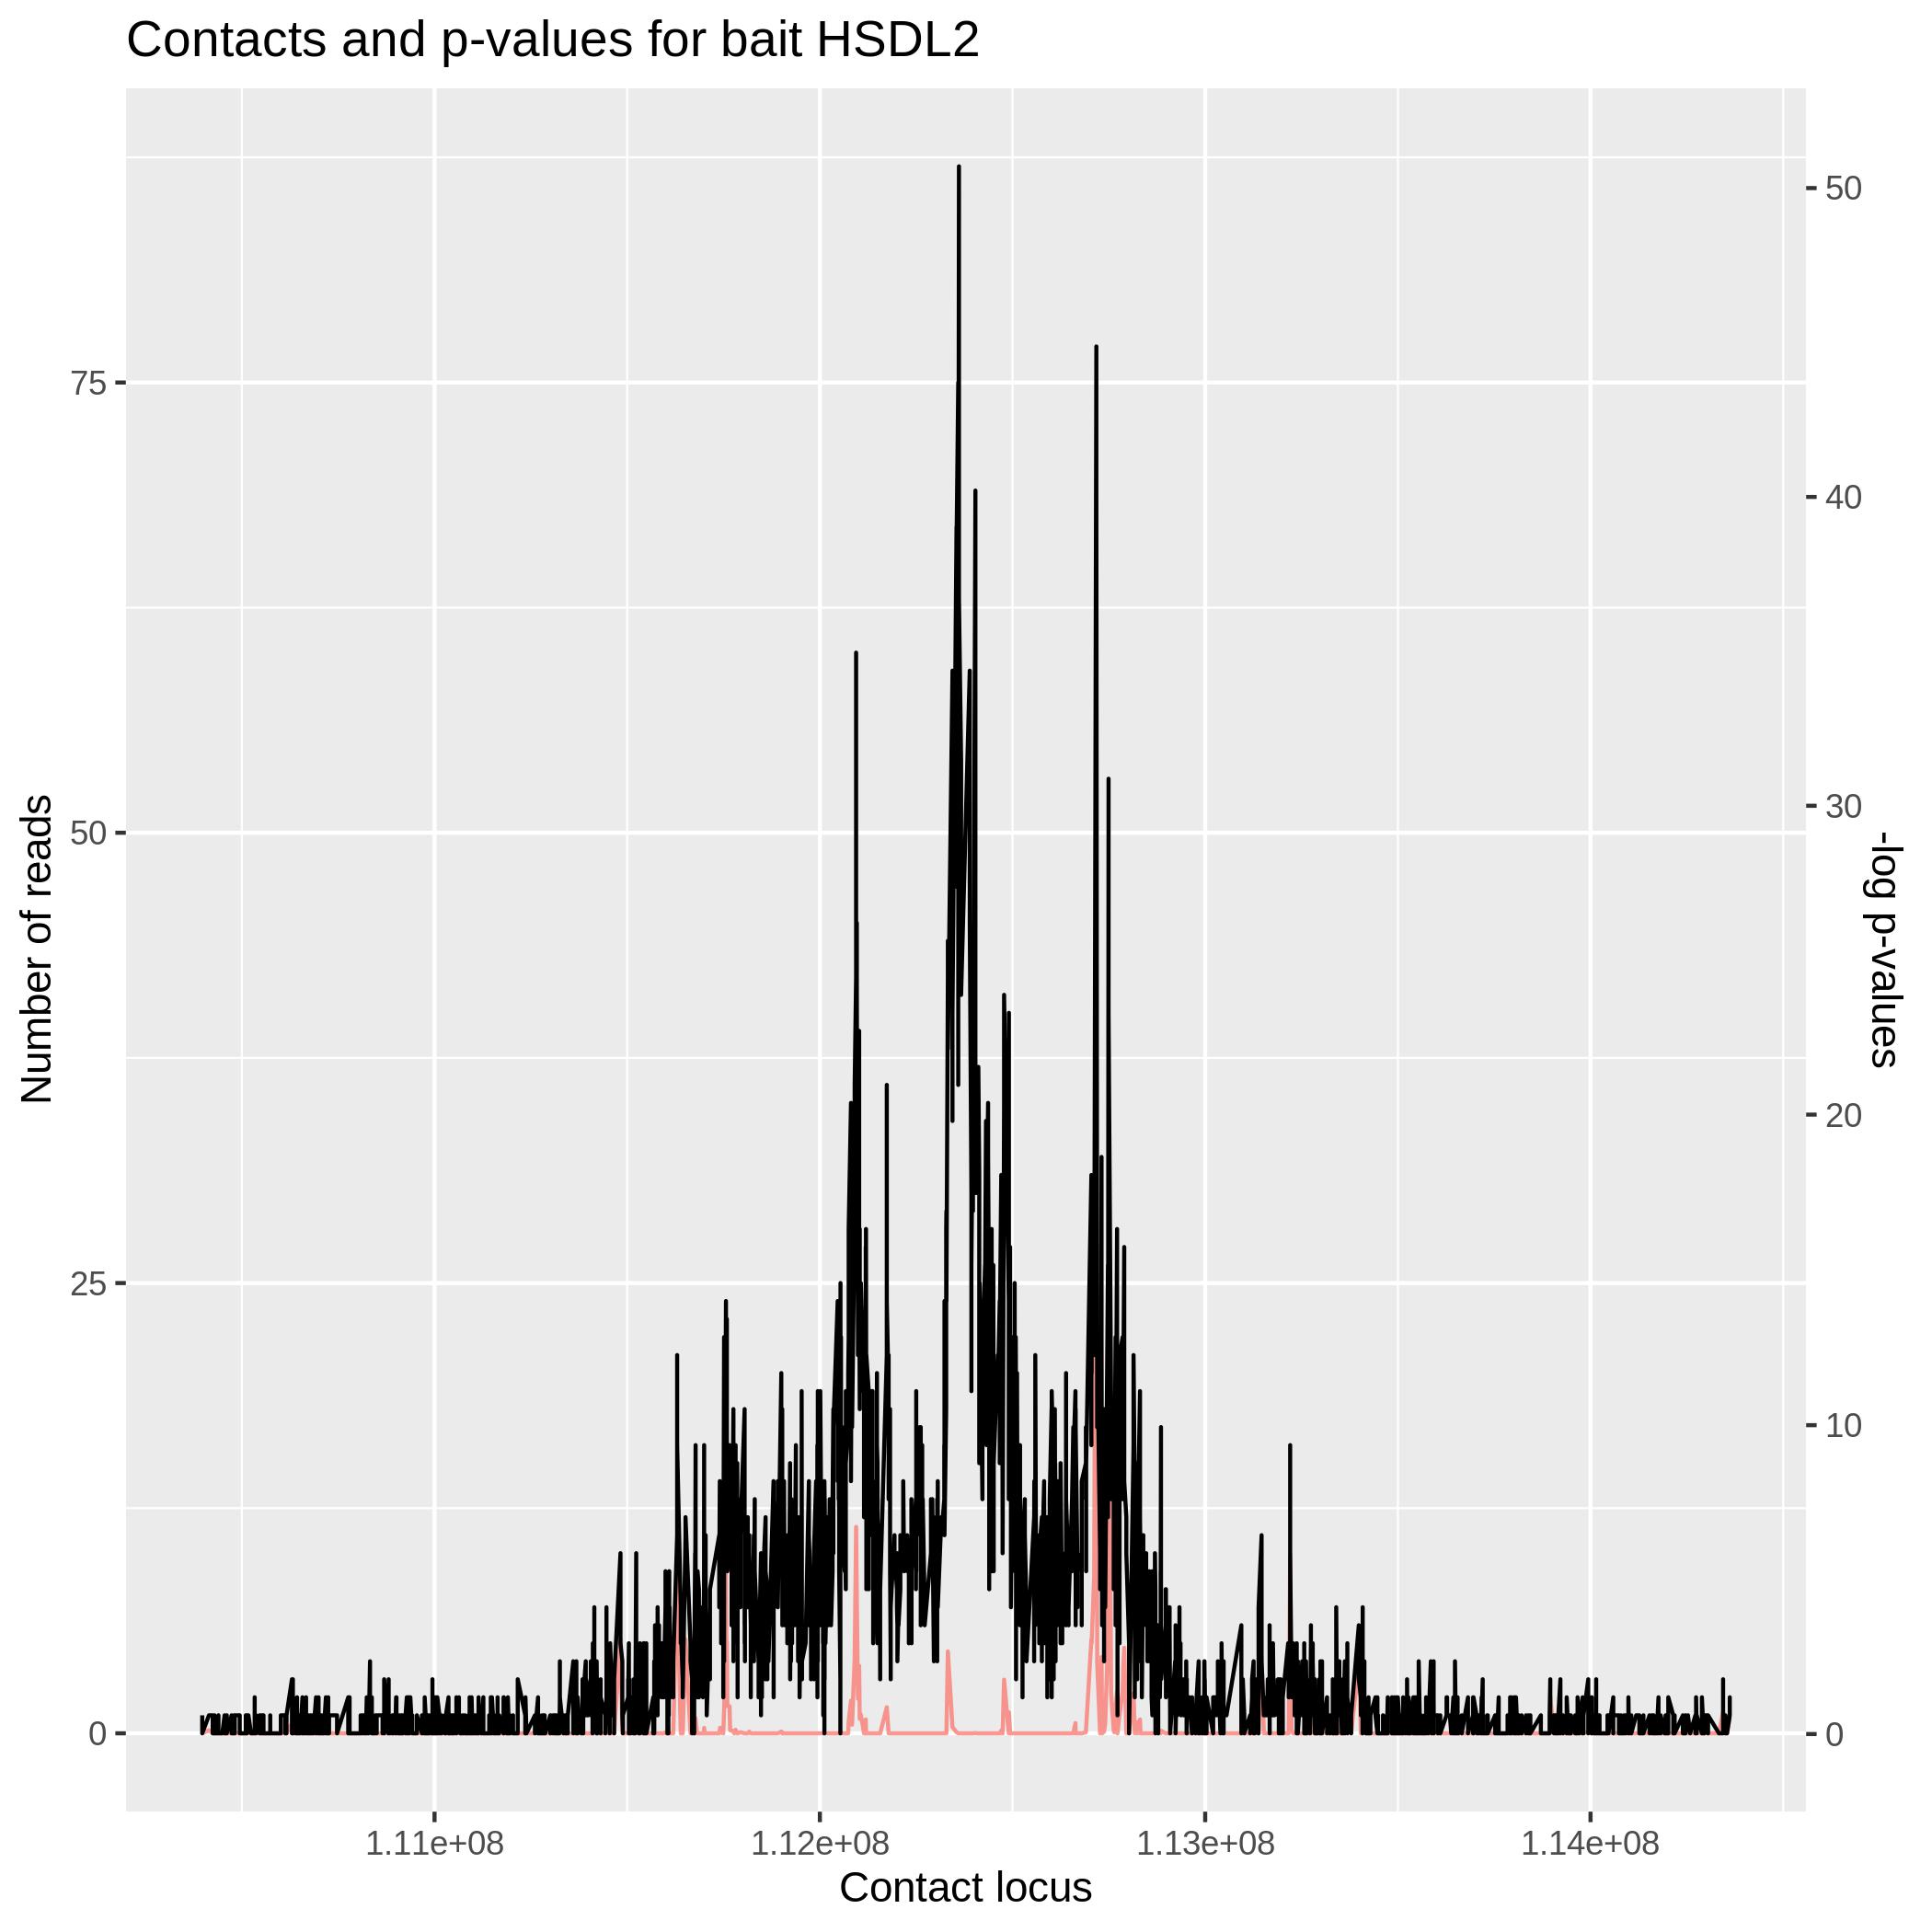 Contacts and p-values for bait HSDL2
Number of reads
75
50
25
0
50
40
30
20
10
0
-log p-values
1.11e+08 1.12e+08 1.13e+08 1.14e+08
Contact locus